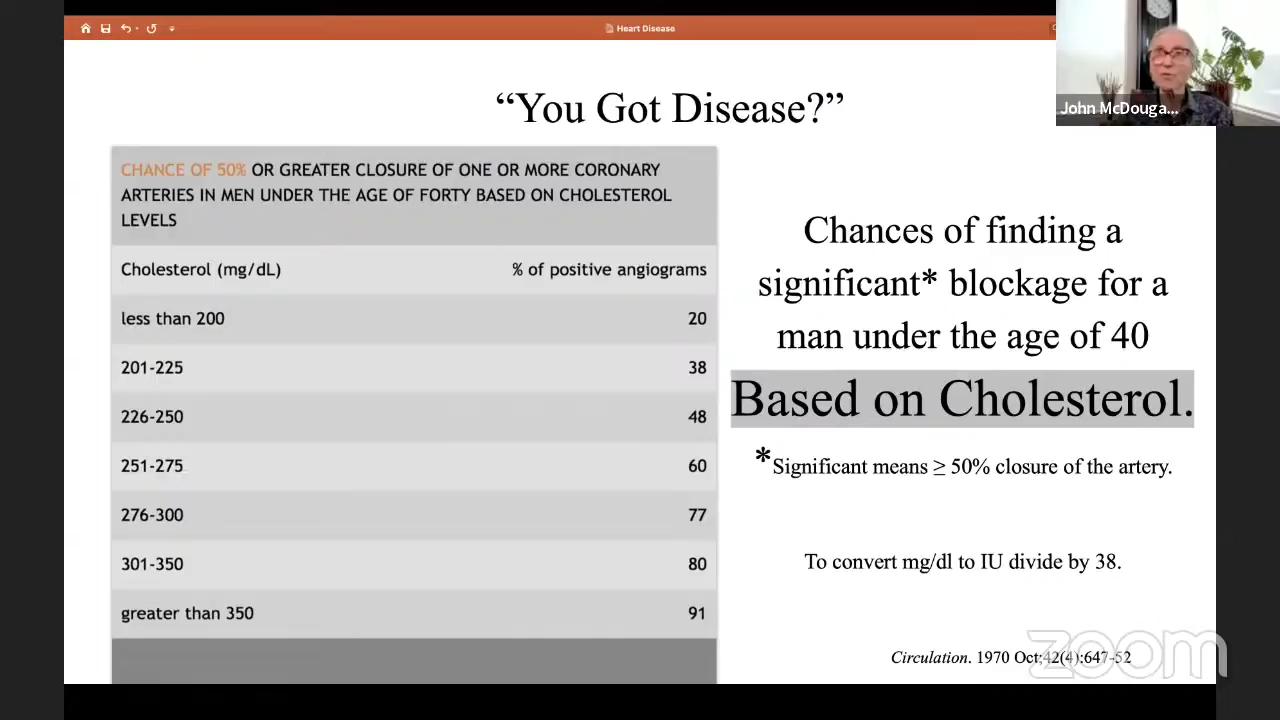 Heart Disease
John McDouga...
“You Got Disease?”
CHANCE OF 50% OR GREATER CLOSURE OF ONE OR MORE CORONARY
ARTERIES IN MEN UNDER THE AGE OF FORTY BASED ON CHOLESTEROL
LEVELS
Cholesterol (mg/dL) % of positive angiograms
less than 200 20
201-225 38
226-250 48
251-275 60
276-300 77
301-350 80
greater than 350 91
Chances of finding a
significant* blockage for a
man under the age of 40
Based on Cholesterol.
*Significant means ≥ 50% closure of the artery.
To convert mg/dl to IU divide by 38.
Circulation. 1970 Oct;42(4):647-52
zoom